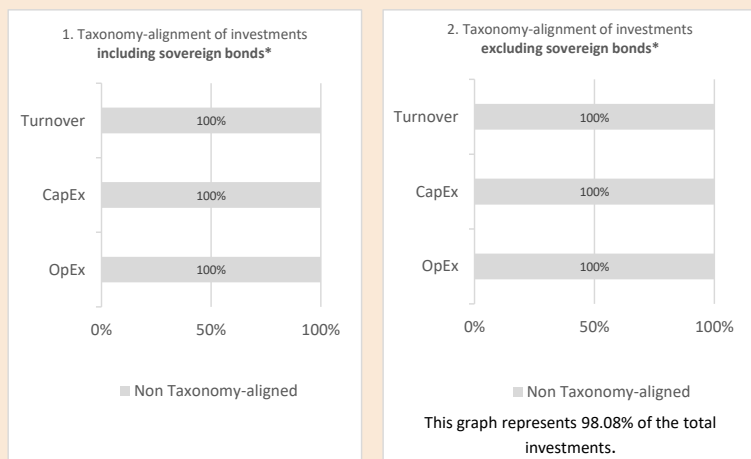 1. Taxonomy-alignment of investments
including sovereign bonds*
Turnover
100%
CapEx
100%
OpEx
100%
0%
50%
100%
Non Taxonomy-aligned
2. Taxonomy-alignment of investments
excluding sovereign bonds*
Turnover
100%
CapEx
100%
OpEx
100%
0%
50%
100%
Non Taxonomy-aligned
This graph represents 98.08% of the total
investments.